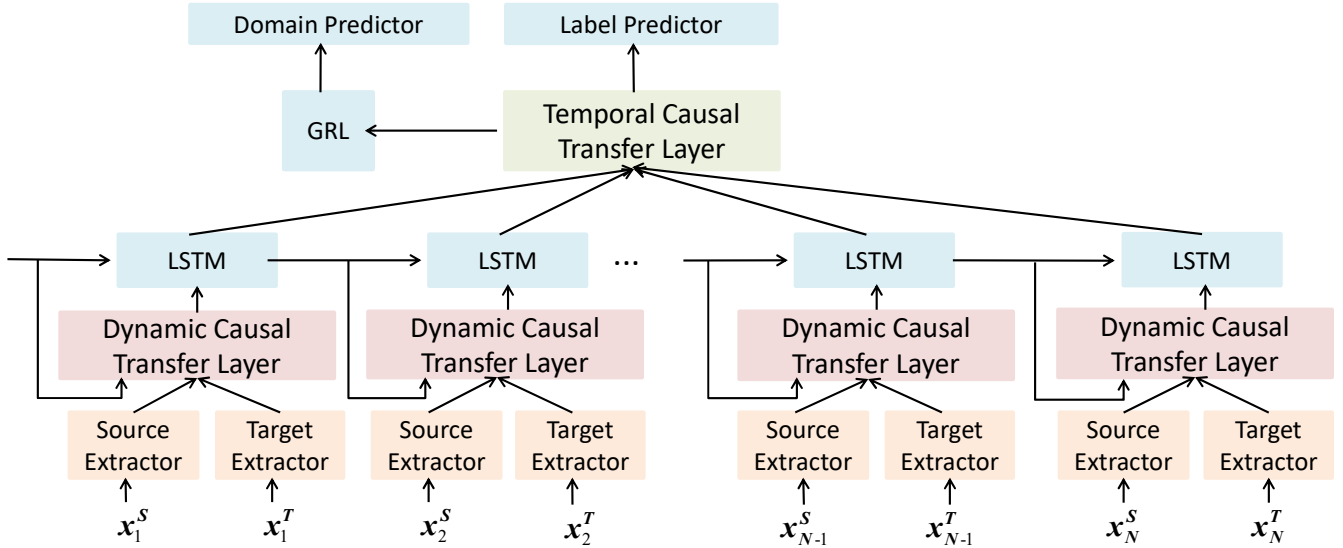 Domain Predictor
Label Predictor
GRL
Temporal Causal
Transfer Layer
LSTM
LSTM
...
LSTM
LSTM
Dynamic Causal
Transfer Layer
Dynamic Causal
Transfer Layer
Dynamic Causal
Transfer Layer
Dynamic Causal
Transfer Layer
Source
Extractor
Target
Extractor
Source
Extractor
Target
Extractor
Source
Extractor
Target
Extractor
Source
Extractor
Target
Extractor
x_1^S
x_1^T
x_2^S
x_2^T
x_{N-1}^S
x_{N-1}^T
x_N^S
x_N^T